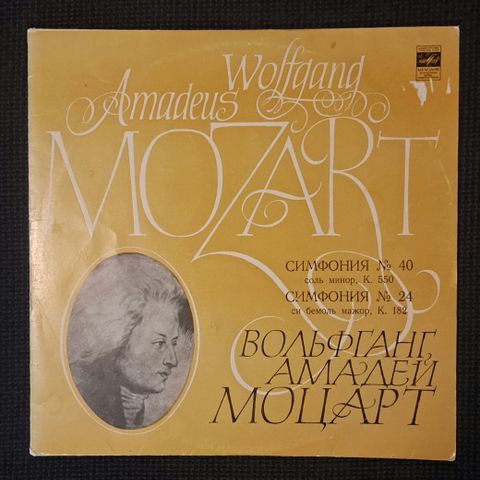 Wolfgang
Amadeus
MOZART
СИМФОНИЯ № 40
соль минор, К. 550
СИМФОНИЯ № 24
си бемоль мажор, К. 182
ВОЛЬФГАНГ
АМАДЕЙ
МОЦАРТ